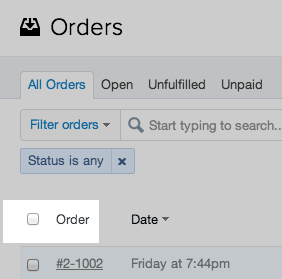 Orders
All Orders Open Unfulfilled Unpaid
Filter orders Start typing to search..
Status is any x
Order Date
#2-1002 Friday at 7:44pm